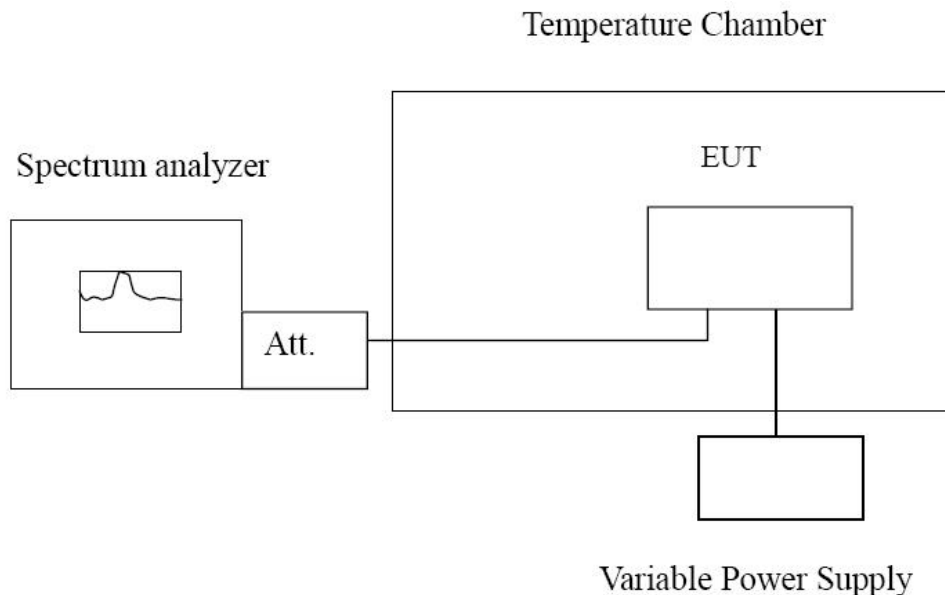 Temperature Chamber
Spectrum analyzer
EUT
Att.
Variable Power Supply